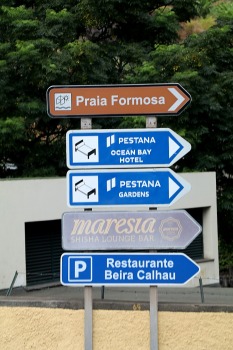 Praia Formosa
PESTANA
OCEAN BAY
HOTEL
PESTANA
GARDENS
maresia
SHISHA LOUNGE BAR
P Restaurante
Beira Calhau